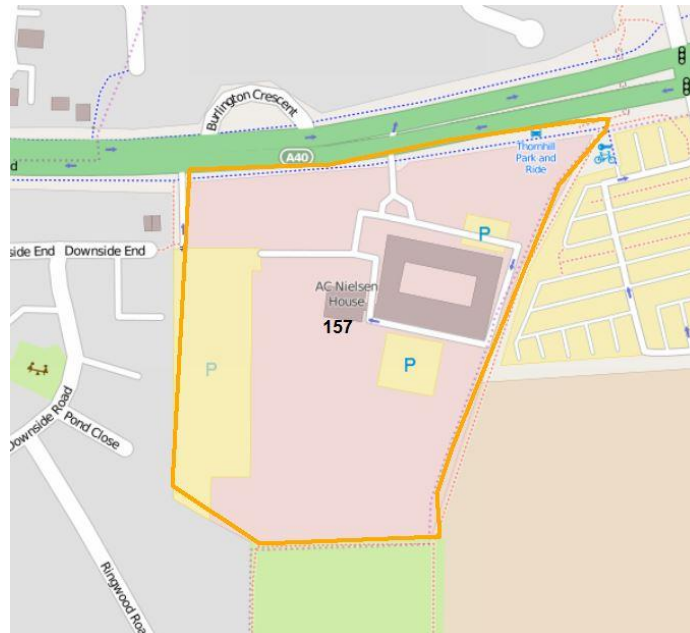 Burlington Crescent
A40
d
Thornhill
Park and
Ride
side End
Downside End
P
AC Nielsen
House
157
P
P
Downside Road
Pond Close
Ringwood Roa